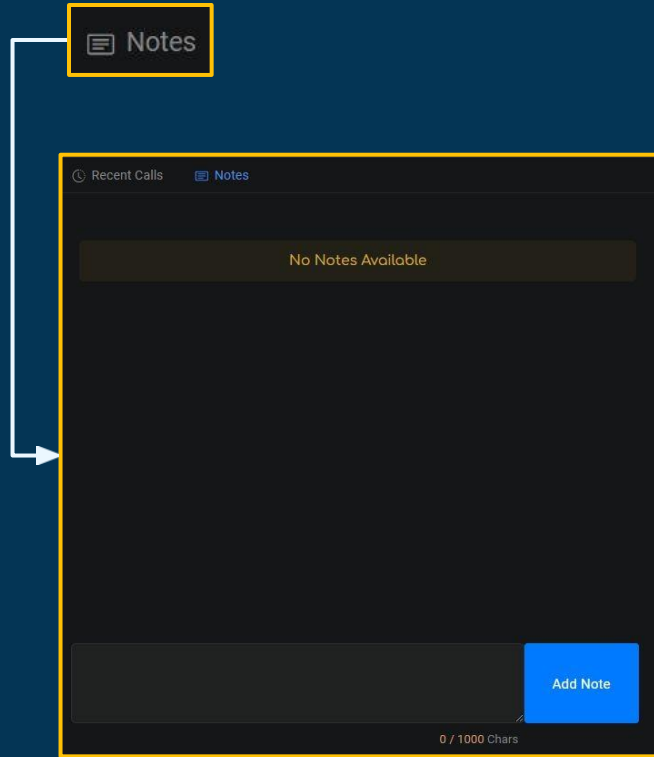 Notes
Recent Calls Notes
No Notes Available
Add Note
0 / 1000 Chars